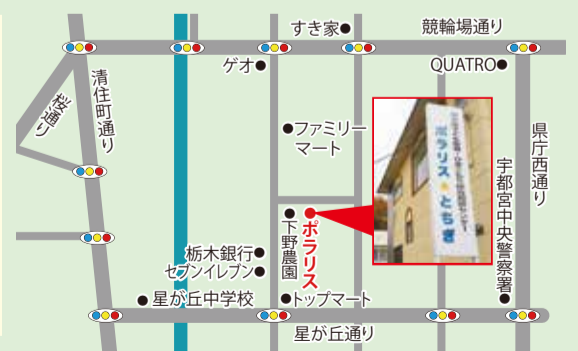 すき家
競輪場通り
ゲオ
QUATRO
清住町通り
桜通り
ファミリー
マート
県庁西通り
宇都宮中央警察署
ポラリス★とちぎ
下野農園
ポラリス
栃木銀行
セブンイレブン
星が丘中学校
トップマート
星が丘通り